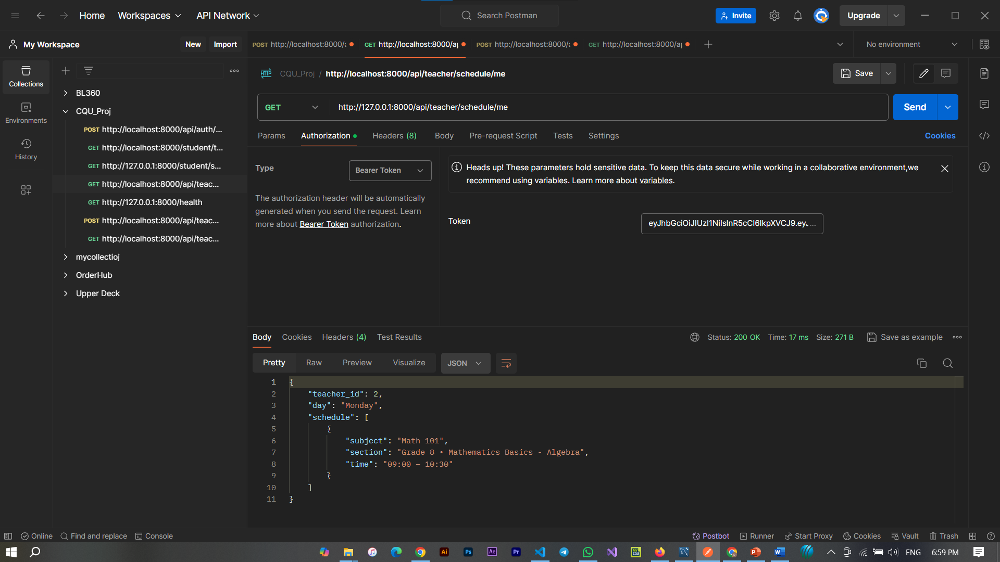 Home
Workspaces
API Network
Search Postman
Invite
Upgrade
My Workspace
New
Import
POST http://localhost:8000/
GET http://localhost:8000/ap
POST http://localhost:8000/
GET http://localhost:8000/ap
No environment
Collections
Environments
History
BL360
CQU_Proj
POST http://localhost:8000/api/auth/...
GET http://localhost:8000/student/t...
GET http://127.0.0.1:8000/student/s...
GET http://localhost:8000/api/teac...
GET http://127.0.0.1:8000/health
POST http://localhost:8000/api/teac...
GET http://localhost:8000/api/teac...
mycollectioj
OrderHub
Upper Deck
HTTP CQU_Proj / http://localhost:8000/api/teacher/schedule/me
Save
GET http://127.0.0.1:8000/api/teacher/schedule/me
Send
Params
Authorization
Headers (8)
Body
Pre-request Script
Tests
Settings
Cookies
Type
Bearer Token
The authorization header will be automatically
generated when you send the request. Learn
more about Bearer Token authorization.
Heads up! These parameters hold sensitive data. To keep this data secure while working in a collaborative environment,we
recommend using variables. Learn more about variables.
Token
eyJhbGciOiJIUzI1NiIsInR5cCI6IkpXVCJ9.eyJ...
Body
Cookies
Headers (4)
Test Results
Status: 200 OK
Time: 17 ms
Size: 271 B
Save as example
Pretty
Raw
Preview
Visualize
JSON
1 {
2 "teacher_id": 2,
3 "day": "Monday",
4 "schedule": [
5 {
6 "subject": "Math 101",
7 "section": "Grade 8 • Mathematics Basics - Algebra",
8 "time": "09:00 – 10:30"
9 }
10 ]
11 }
Online
Find and replace
Console
Postbot
Runner
Start Proxy
Cookies
Vault
Trash
Ai
Ps
Ae
Pr
MY CQU
ENG
6:59 PM